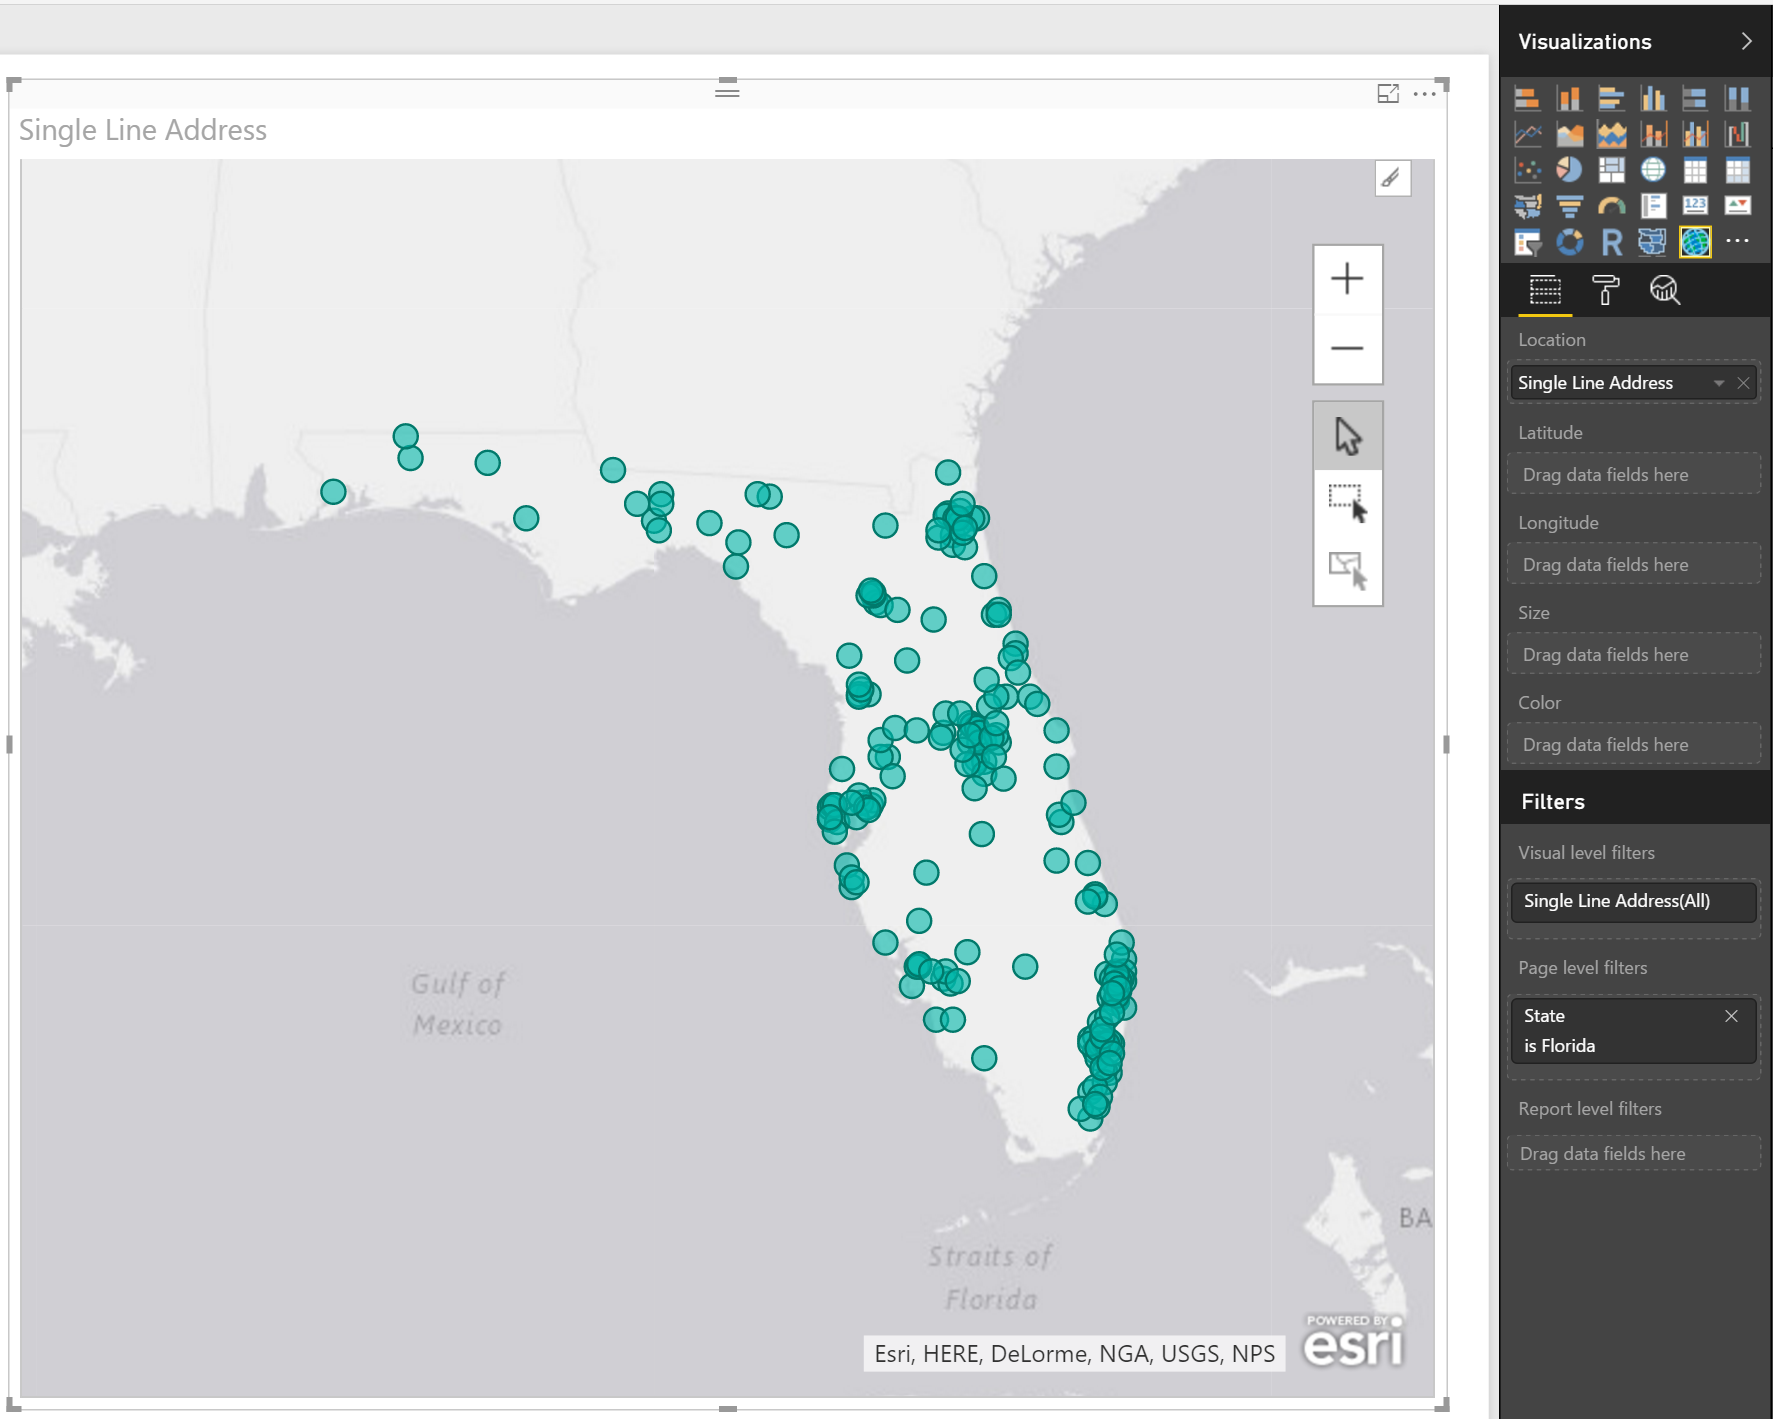 Single Line Address
Gulf of
Mexico
Straits of
Florida
BA
Esri, HERE, DeLorme, NGA, USGS, NPS
POWERED BY
esri
Visualizations
123
R
Location
Single Line Address
Latitude
Drag data fields here
Longitude
Drag data fields here
Size
Drag data fields here
Color
Drag data fields here
Filters
Visual level filters
Single Line Address(All)
Page level filters
State
is Florida
Report level filters
Drag data fields here